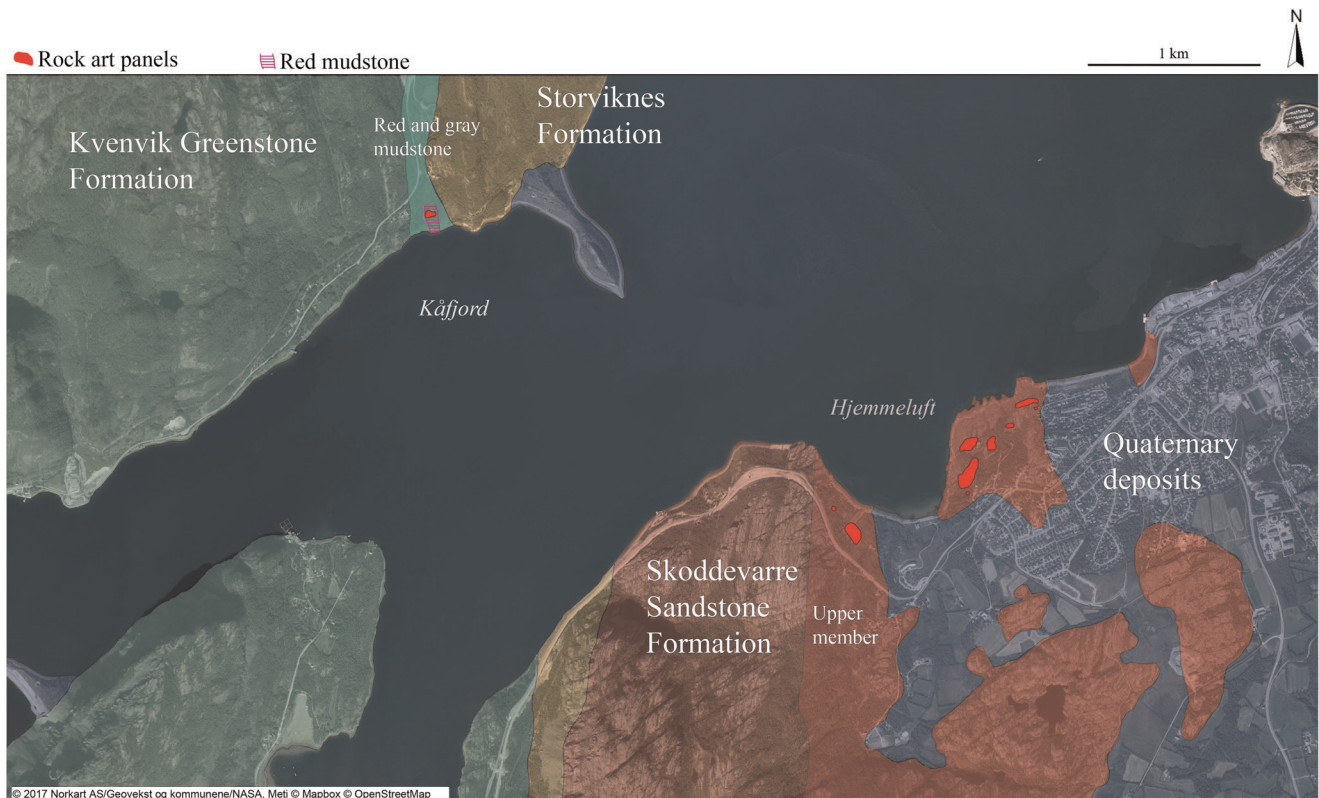 N
Rock art panels
Red mudstone
1 km
Storviknes
Formation
Kvenvik Greenstone
Formation
Red and gray
mudstone
Kåfjord
Hjemmeluft
Quaternary
deposits
Skoddevarre
Sandstone
Formation
Upper
member
© 2017 Norkart AS/Geovekst og kommunene/NASA, Meti © Mapbox © OpenStreetMap